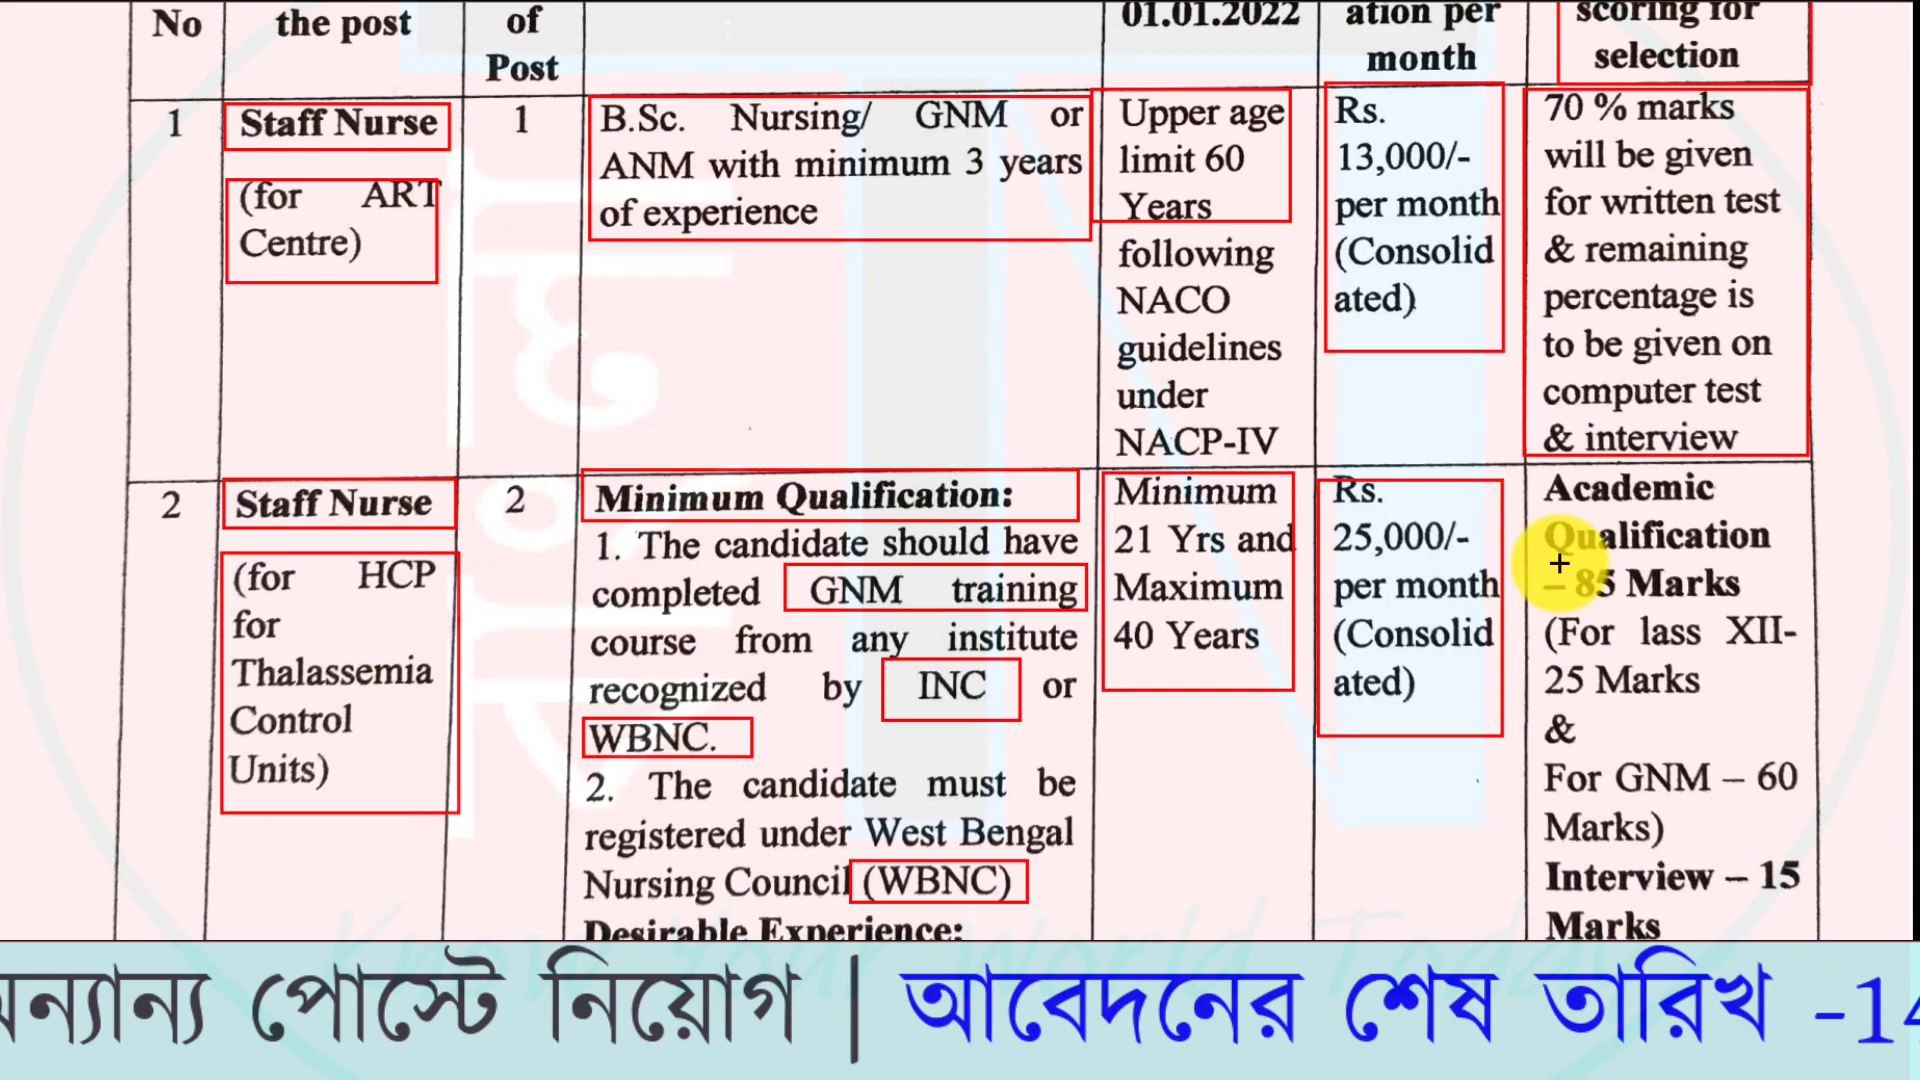 No
the post
of
Post
01.01.2022
ation per
month
scoring for
selection
1
Staff Nurse
(for ART
Centre)
1
B.Sc. Nursing/ GNM or
ANM with minimum 3 years
of experience
Upper age
limit 60
Years
following
NACO
guidelines
under
NACP-IV
Rs.
13,000/-
per month
(Consolid
ated)
70 % marks
will be given
for written test
& remaining
percentage is
to be given on
computer test
& interview
2
Staff Nurse
(for HCP
for
Thalassemia
Control
Units)
2
Minimum Qualification:
1. The candidate should have
completed GNM training
course from any institute
recognized by INC or
WBNC.
2. The candidate must be
registered under West Bengal
Nursing Council (WBNC)
Desirable Experience:
Minimum
21 Yrs and
Maximum
40 Years
Rs.
25,000/-
per month
(Consolid
ated)
Academic
Qualification
– 85 Marks
(For lass XII-
25 Marks
&
For GNM – 60
Marks)
Interview – 15
Marks
বাংলা
Know Your World Today
অন্যান্য পোস্টে নিয়োগ | আবেদনের শেষ তারিখ -14